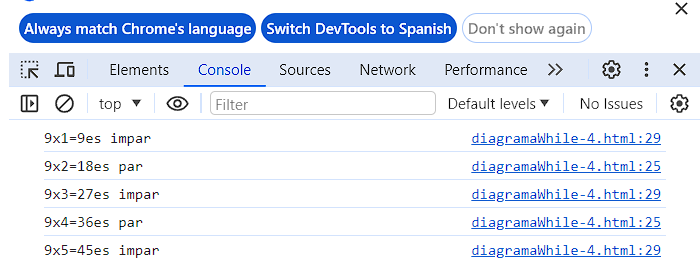 Always match Chrome's language Switch DevTools to Spanish Don't show again
Elements Console Sources Network Performance
top Filter Default levels No Issues
9x1=9es impar diagramaWhile-4.html:29
9x2=18es par diagramaWhile-4.html:25
9x3=27es impar diagramaWhile-4.html:29
9x4=36es par diagramaWhile-4.html:25
9x5=45es impar diagramaWhile-4.html:29